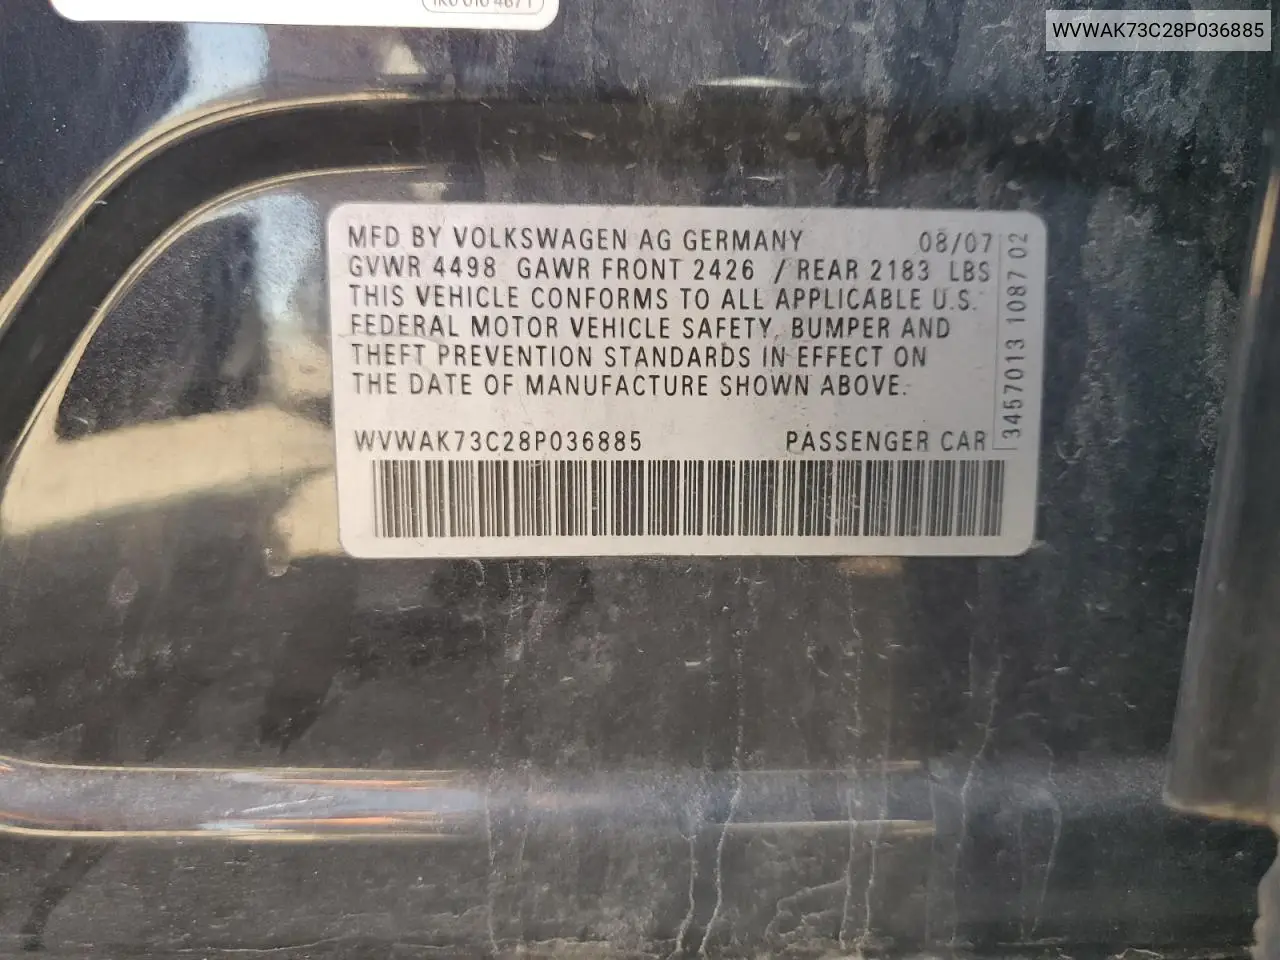 WVWAK73C28P036885
MFD BY VOLKSWAGEN AG GERMANY 08/07
GVWR 4498 GAWR FRONT 2426 / REAR 2183 LBS
THIS VEHICLE CONFORMS TO ALL APPLICABLE U.S.
FEDERAL MOTOR VEHICLE SAFETY, BUMPER AND
THEFT PREVENTION STANDARDS IN EFFECT ON
THE DATE OF MANUFACTURE SHOWN ABOVE.
WVWAK73C28P036885 PASSENGER CAR
3457013 1087 02